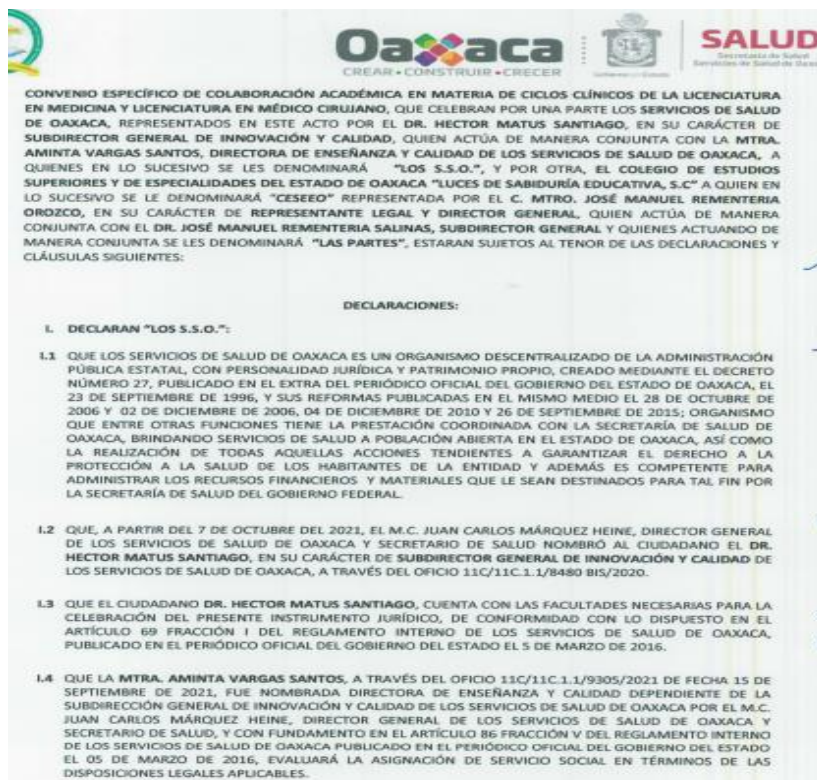 Oaxaca
CREAR•CONSTRUIR•CRECER
SALUD
Secretaría de Salud
Servicios de Salud de Oaxaca
CONVENIO ESPECÍFICO DE COLABORACIÓN ACADÉMICA EN MATERIA DE CICLOS CLÍNICOS DE LA LICENCIATURA
EN MEDICINA Y LICENCIATURA EN MÉDICO CIRUJANO, QUE CELEBRAN POR UNA PARTE LOS SERVICIOS DE SALUD
DE OAXACA, REPRESENTADOS EN ESTE ACTO POR EL DR. HECTOR MATUS SANTIAGO, EN SU CARÁCTER DE
SUBDIRECTOR GENERAL DE INNOVACIÓN Y CALIDAD, QUIEN ACTÚA DE MANERA CONJUNTA CON LA MTRA.
AMINTA VARGAS SANTOS, DIRECTORA DE ENSEÑANZA Y CALIDAD DE LOS SERVICIOS DE SALUD DE OAXACA, A
QUIENES EN LO SUCESIVO SE LES DENOMINARÁ "LOS S.S.O.", Y POR OTRA, EL COLEGIO DE ESTUDIOS
SUPERIORES Y DE ESPECIALIDADES DEL ESTADO DE OAXACA "LUCES DE SABIDURÍA EDUCATIVA, S.C" A QUIEN EN
LO SUCESIVO SE LE DENOMINARÁ "CESEEO" REPRESENTADA POR EL C. MTRO. JOSÉ MANUEL REMENTERIA
OROZCO, EN SU CARÁCTER DE REPRESENTANTE LEGAL Y DIRECTOR GENERAL, QUIEN ACTÚA DE MANERA
CONJUNTA CON EL DR. JOSÉ MANUEL REMENTERIA SALINAS, SUBDIRECTOR GENERAL Y QUIENES ACTUANDO DE
MANERA CONJUNTA SE LES DENOMINARÁ "LAS PARTES", ESTARAN SUJETOS AL TENOR DE LAS DECLARACIONES Y
CLÁUSULAS SIGUIENTES:
DECLARACIONES:
I. DECLARAN "LOS S.S.O.":
I.1 QUE LOS SERVICIOS DE SALUD DE OAXACA ES UN ORGANISMO DESCENTRALIZADO DE LA ADMINISTRACIÓN
PÚBLICA ESTATAL, CON PERSONALIDAD JURÍDICA Y PATRIMONIO PROPIO, CREADO MEDIANTE EL DECRETO
NÚMERO 27, PUBLICADO EN EL EXTRA DEL PERIÓDICO OFICIAL DEL GOBIERNO DEL ESTADO DE OAXACA, EL
23 DE SEPTIEMBRE DE 1996, Y SUS REFORMAS PUBLICADAS EN EL MISMO MEDIO EL 28 DE OCTUBRE DE
2006 Y 02 DE DICIEMBRE DE 2006, 04 DE DICIEMBRE DE 2010 Y 26 DE SEPTIEMBRE DE 2015; ORGANISMO
QUE ENTRE OTRAS FUNCIONES TIENE LA PRESTACIÓN COORDINADA CON LA SECRETARÍA DE SALUD DE
OAXACA, BRINDANDO SERVICIOS DE SALUD A POBLACIÓN ABIERTA EN EL ESTADO DE OAXACA, ASÍ COMO
LA REALIZACIÓN DE TODAS AQUELLAS ACCIONES TENDIENTES A GARANTIZAR EL DERECHO A LA
PROTECCIÓN A LA SALUD DE LOS HABITANTES DE LA ENTIDAD Y ADEMÁS ES COMPETENTE PARA
ADMINISTRAR LOS RECURSOS FINANCIEROS Y MATERIALES QUE LE SEAN DESTINADOS PARA TAL FIN POR
LA SECRETARÍA DE SALUD DEL GOBIERNO FEDERAL.
I.2 QUE, A PARTIR DEL 7 DE OCTUBRE DEL 2021, EL M.C. JUAN CARLOS MÁRQUEZ HEINE, DIRECTOR GENERAL
DE LOS SERVICIOS DE SALUD DE OAXACA Y SECRETARIO DE SALUD NOMBRÓ AL CIUDADANO EL DR.
HECTOR MATUS SANTIAGO, EN SU CARÁCTER DE SUBDIRECTOR GENERAL DE INNOVACIÓN Y CALIDAD DE
LOS SERVICIOS DE SALUD DE OAXACA, A TRAVÉS DEL OFICIO 11C/11C.1.1/8480 BIS/2020.
I.3 QUE EL CIUDADANO DR. HECTOR MATUS SANTIAGO, CUENTA CON LAS FACULTADES NECESARIAS PARA LA
CELEBRACIÓN DEL PRESENTE INSTRUMENTO JURÍDICO, DE CONFORMIDAD CON LO DISPUESTO EN EL
ARTÍCULO 69 FRACCIÓN I DEL REGLAMENTO INTERNO DE LOS SERVICIOS DE SALUD DE OAXACA,
PUBLICADO EN EL PERIÓDICO OFICIAL DEL GOBIERNO DEL ESTADO EL 5 DE MARZO DE 2016.
I.4 QUE LA MTRA. AMINTA VARGAS SANTOS, A TRAVÉS DEL OFICIO 11C/11C.1.1/9305/2021 DE FECHA 15 DE
SEPTIEMBRE DE 2021, FUE NOMBRADA DIRECTORA DE ENSEÑANZA Y CALIDAD DEPENDIENTE DE LA
SUBDIRECCIÓN GENERAL DE INNOVACIÓN Y CALIDAD DE LOS SERVICIOS DE SALUD DE OAXACA POR EL M.C.
JUAN CARLOS MÁRQUEZ HEINE, DIRECTOR GENERAL DE LOS SERVICIOS DE SALUD DE OAXACA Y
SECRETARIO DE SALUD, Y CON FUNDAMENTO EN EL ARTÍCULO 86 FRACCIÓN V DEL REGLAMENTO INTERNO
DE LOS SERVICIOS DE SALUD DE OAXACA PUBLICADO EN EL PERIÓDICO OFICIAL DEL GOBIERNO DEL ESTADO
EL 05 DE MARZO DE 2016, EVALUARÁ LA ASIGNACIÓN DE SERVICIO SOCIAL EN TÉRMINOS DE LAS
DISPOSICIONES LEGALES APLICABLES.